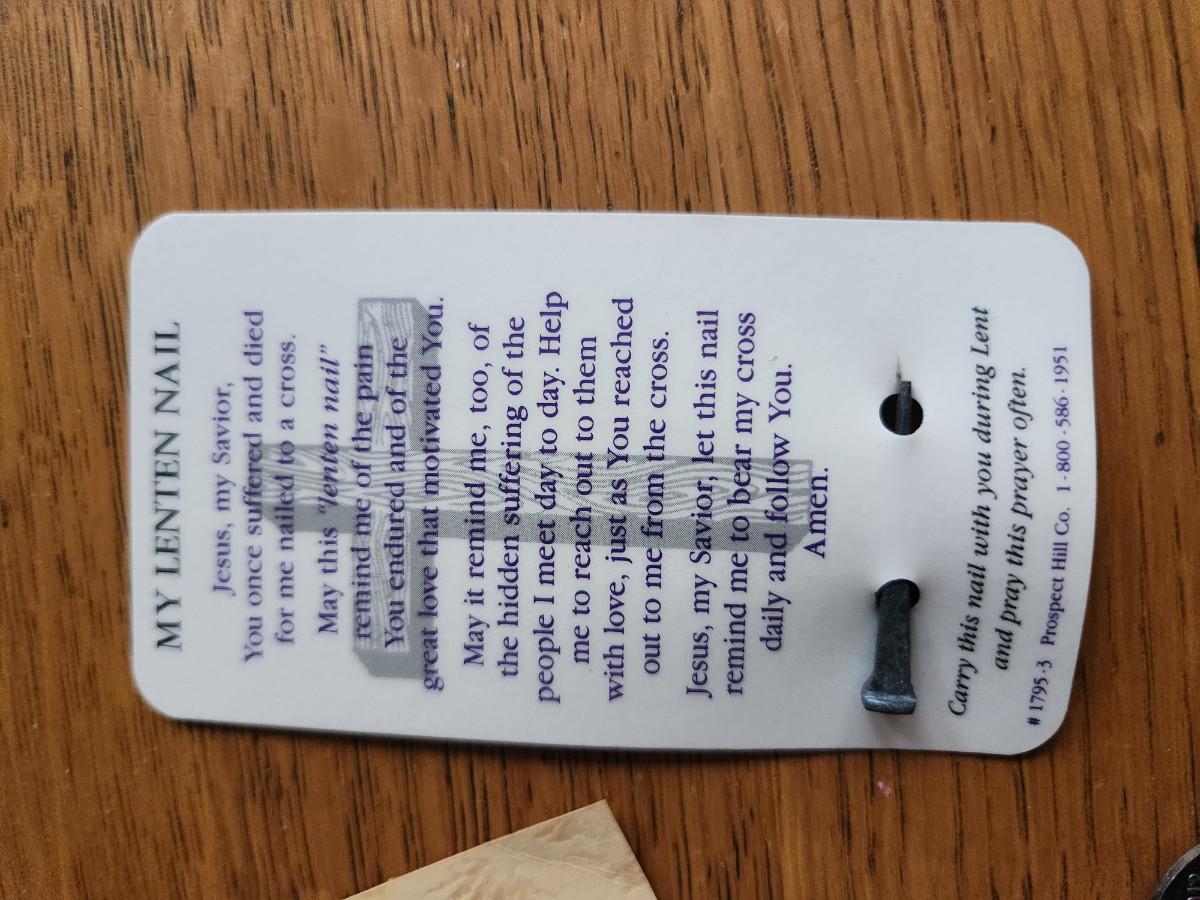 MY LENTEN NAIL
Jesus, my Savior,
You once suffered and died
for me nailed to a cross.
May this "lenten nail"
remind me of the pain
You endured and of the
great love that motivated You.
May it remind me, too, of
the hidden suffering of the
people I meet day to day. Help
me to reach out to them
with love, just as You reached
out to me from the cross.
Jesus, my Savior, let this nail
remind me to bear my cross
daily and follow You.
Amen.
Carry this nail with you during Lent
and pray this prayer often.
# 1795-3 Prospect Hill Co. 1-800-586-1951